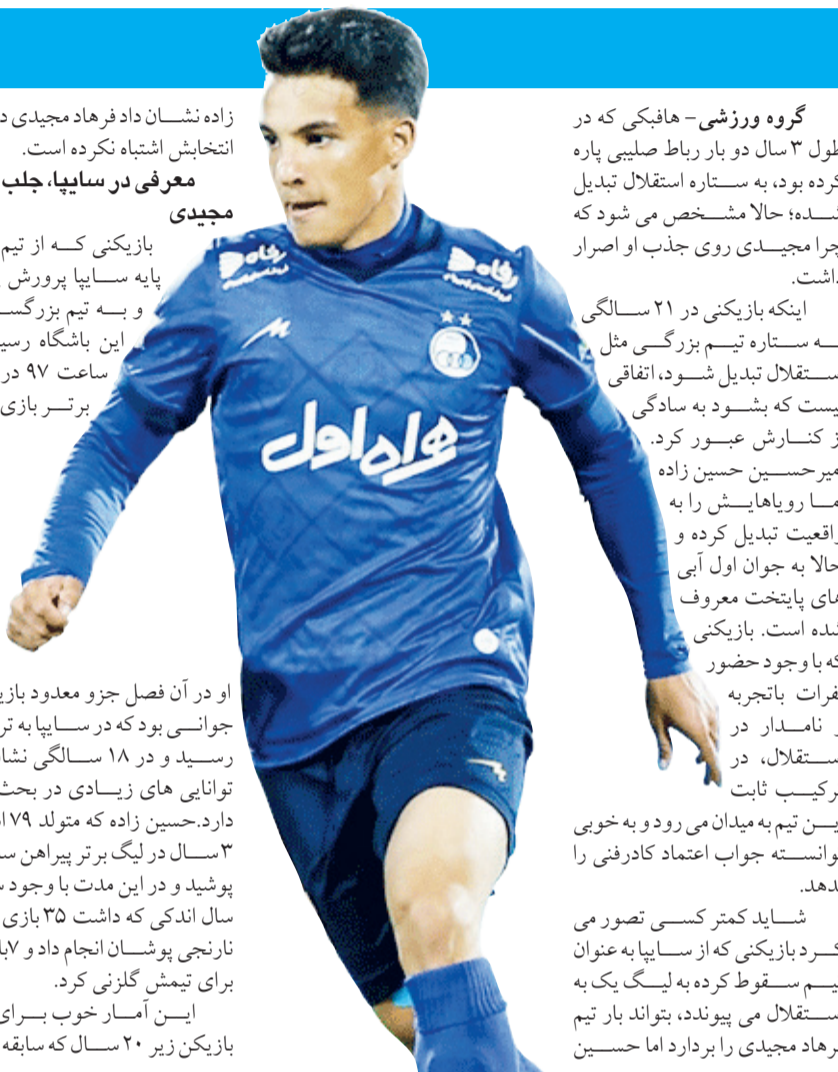 گروه ورزشی- هافبکی که در
طول ۳ سال دو بار رباط صلیبی پاره
کرده بود، به ستاره استقلال تبدیل
شده؛ حالا مشخص می شود که
چرا مجیدی روی جذب او اصرار
داشت.
اینکه بازیکنی در ۲۱ سالگی
به ستاره تیم بزرگی مثل
استقلال تبدیل شود، اتفاقی
نیست که بشود به سادگی
از کنارش عبور کرد.
امیرحسین حسین زاده
اما رویاهایش را به
واقعیت تبدیل کرده و
حالا به جوان اول آبی
های پایتخت معروف
شده است. بازیکنی
که با وجود حضور
نفرات باتجربه
و نامدار در
استقلال، در
ترکیب ثابت
این تیم به میدان می رود و به خوبی
توانسته جواب اعتماد کادرفنی را
بدهد.
شاید کمتر کسی تصور می
کرد بازیکنی که از سایپا به عنوان
تیم سقوط کرده به لیگ یک به
استقلال می پیوندد، بتواند بار تیم
فرهاد مجیدی را بردارد اما حسین
زاده نشان داد فرهاد مجیدی د
انتخابش اشتباه نکرده است.
معرفی در سایپا، جلب
مجیدی
بازیکنی که از تیم
پایه سایپا پرورش
و به تیم بزرگس
این باشگاه رسی
ساعت ۹۷ در
برتر بازی
او در آن فصل جزو معدود بازی
جوانی بود که در سایپا به تر
رسید و در ۱۸ سالگی نشا
توانایی های زیادی در بحث
دارد.حسین زاده که متولد ۷۹ ا
۳ سال در لیگ برتر پیراهن س
پوشید و در این مدت با وجود س
سال اندکی که داشت ۳۵ بازی
نارنجی پوشان انجام داد و ۷ با
برای تیمش گلزنی کرد.
این آمار خوب برای
بازیکن زیر ۲۰ سال که سابقه
رفاه
رفاه
همراه اول